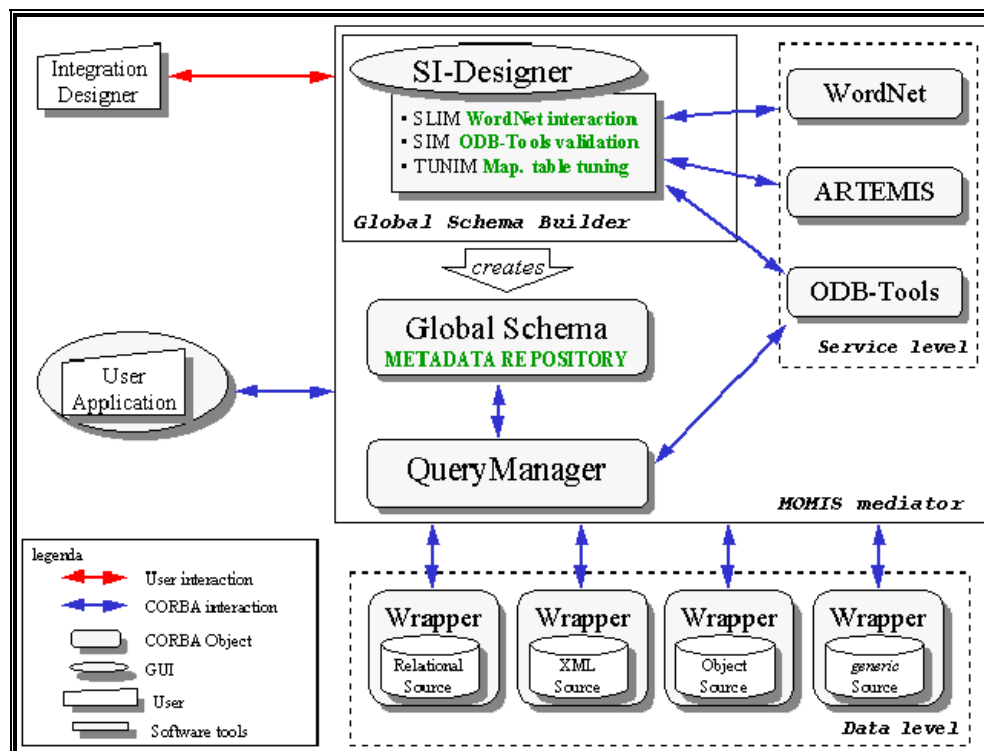 Integration
Designer
SI-Designer
▪ SLIM WordNet interaction
▪ SIM ODB-Tools validation
▪ TUNIM Map. table tuning
Global Schema Builder
WordNet
ARTEMIS
ODB-Tools
Service level
creates
Global Schema
METADATA REPOSITORY
User
Application
QueryManager
MOMIS mediator
legenda
User interaction
CORBA interaction
CORBA Object
GUI
User
Software tools
Wrapper
Relational
Source
Wrapper
XML
Source
Wrapper
Object
Source
Wrapper
generic
Source
Data level